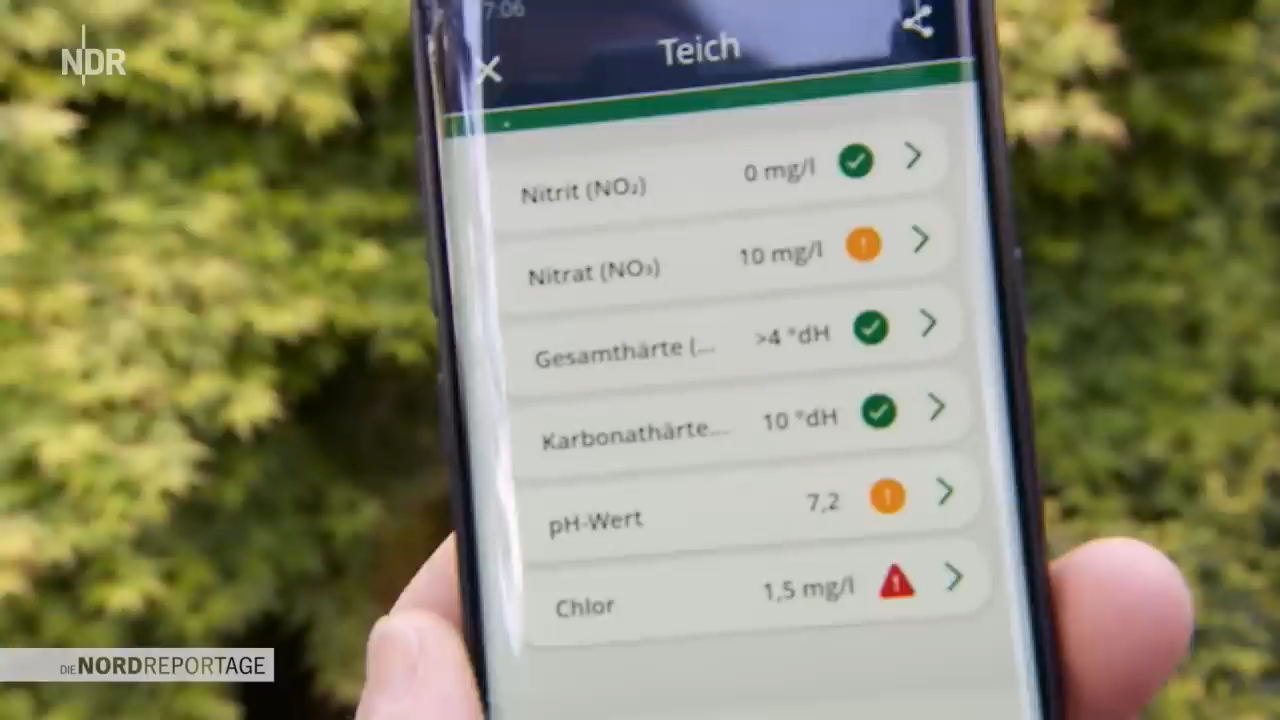 NDR
7:06
Teich
Nitrit (NO₂) 0 mg/l
Nitrat (NO₃) 10 mg/l
Gesamthärte (... >4 °dH
Karbonathärte... 10 °dH
pH-Wert 7,2
Chlor 1,5 mg/l
DIE NORDREPORTAGE